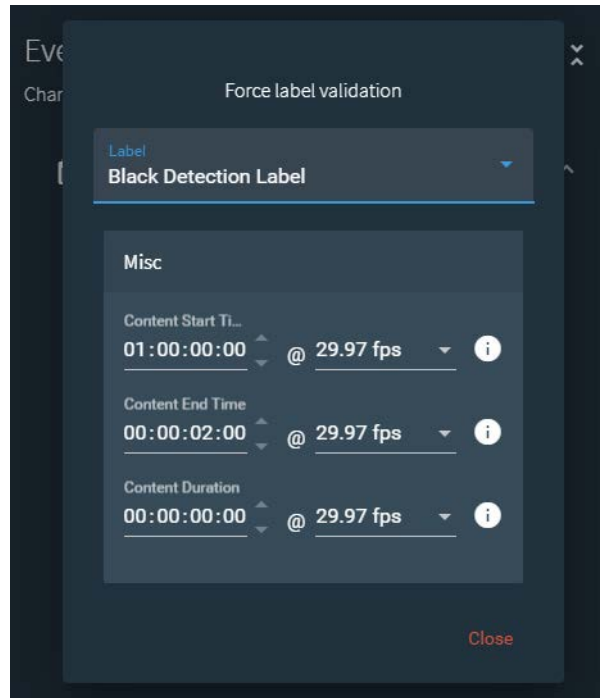 Eve
Char
Force label validation
Label
Black Detection Label
Misc
Content Start Ti...
01:00:00:00 @ 29.97 fps
Content End Time
00:00:02:00 @ 29.97 fps
Content Duration
00:00:00:00 @ 29.97 fps
Close